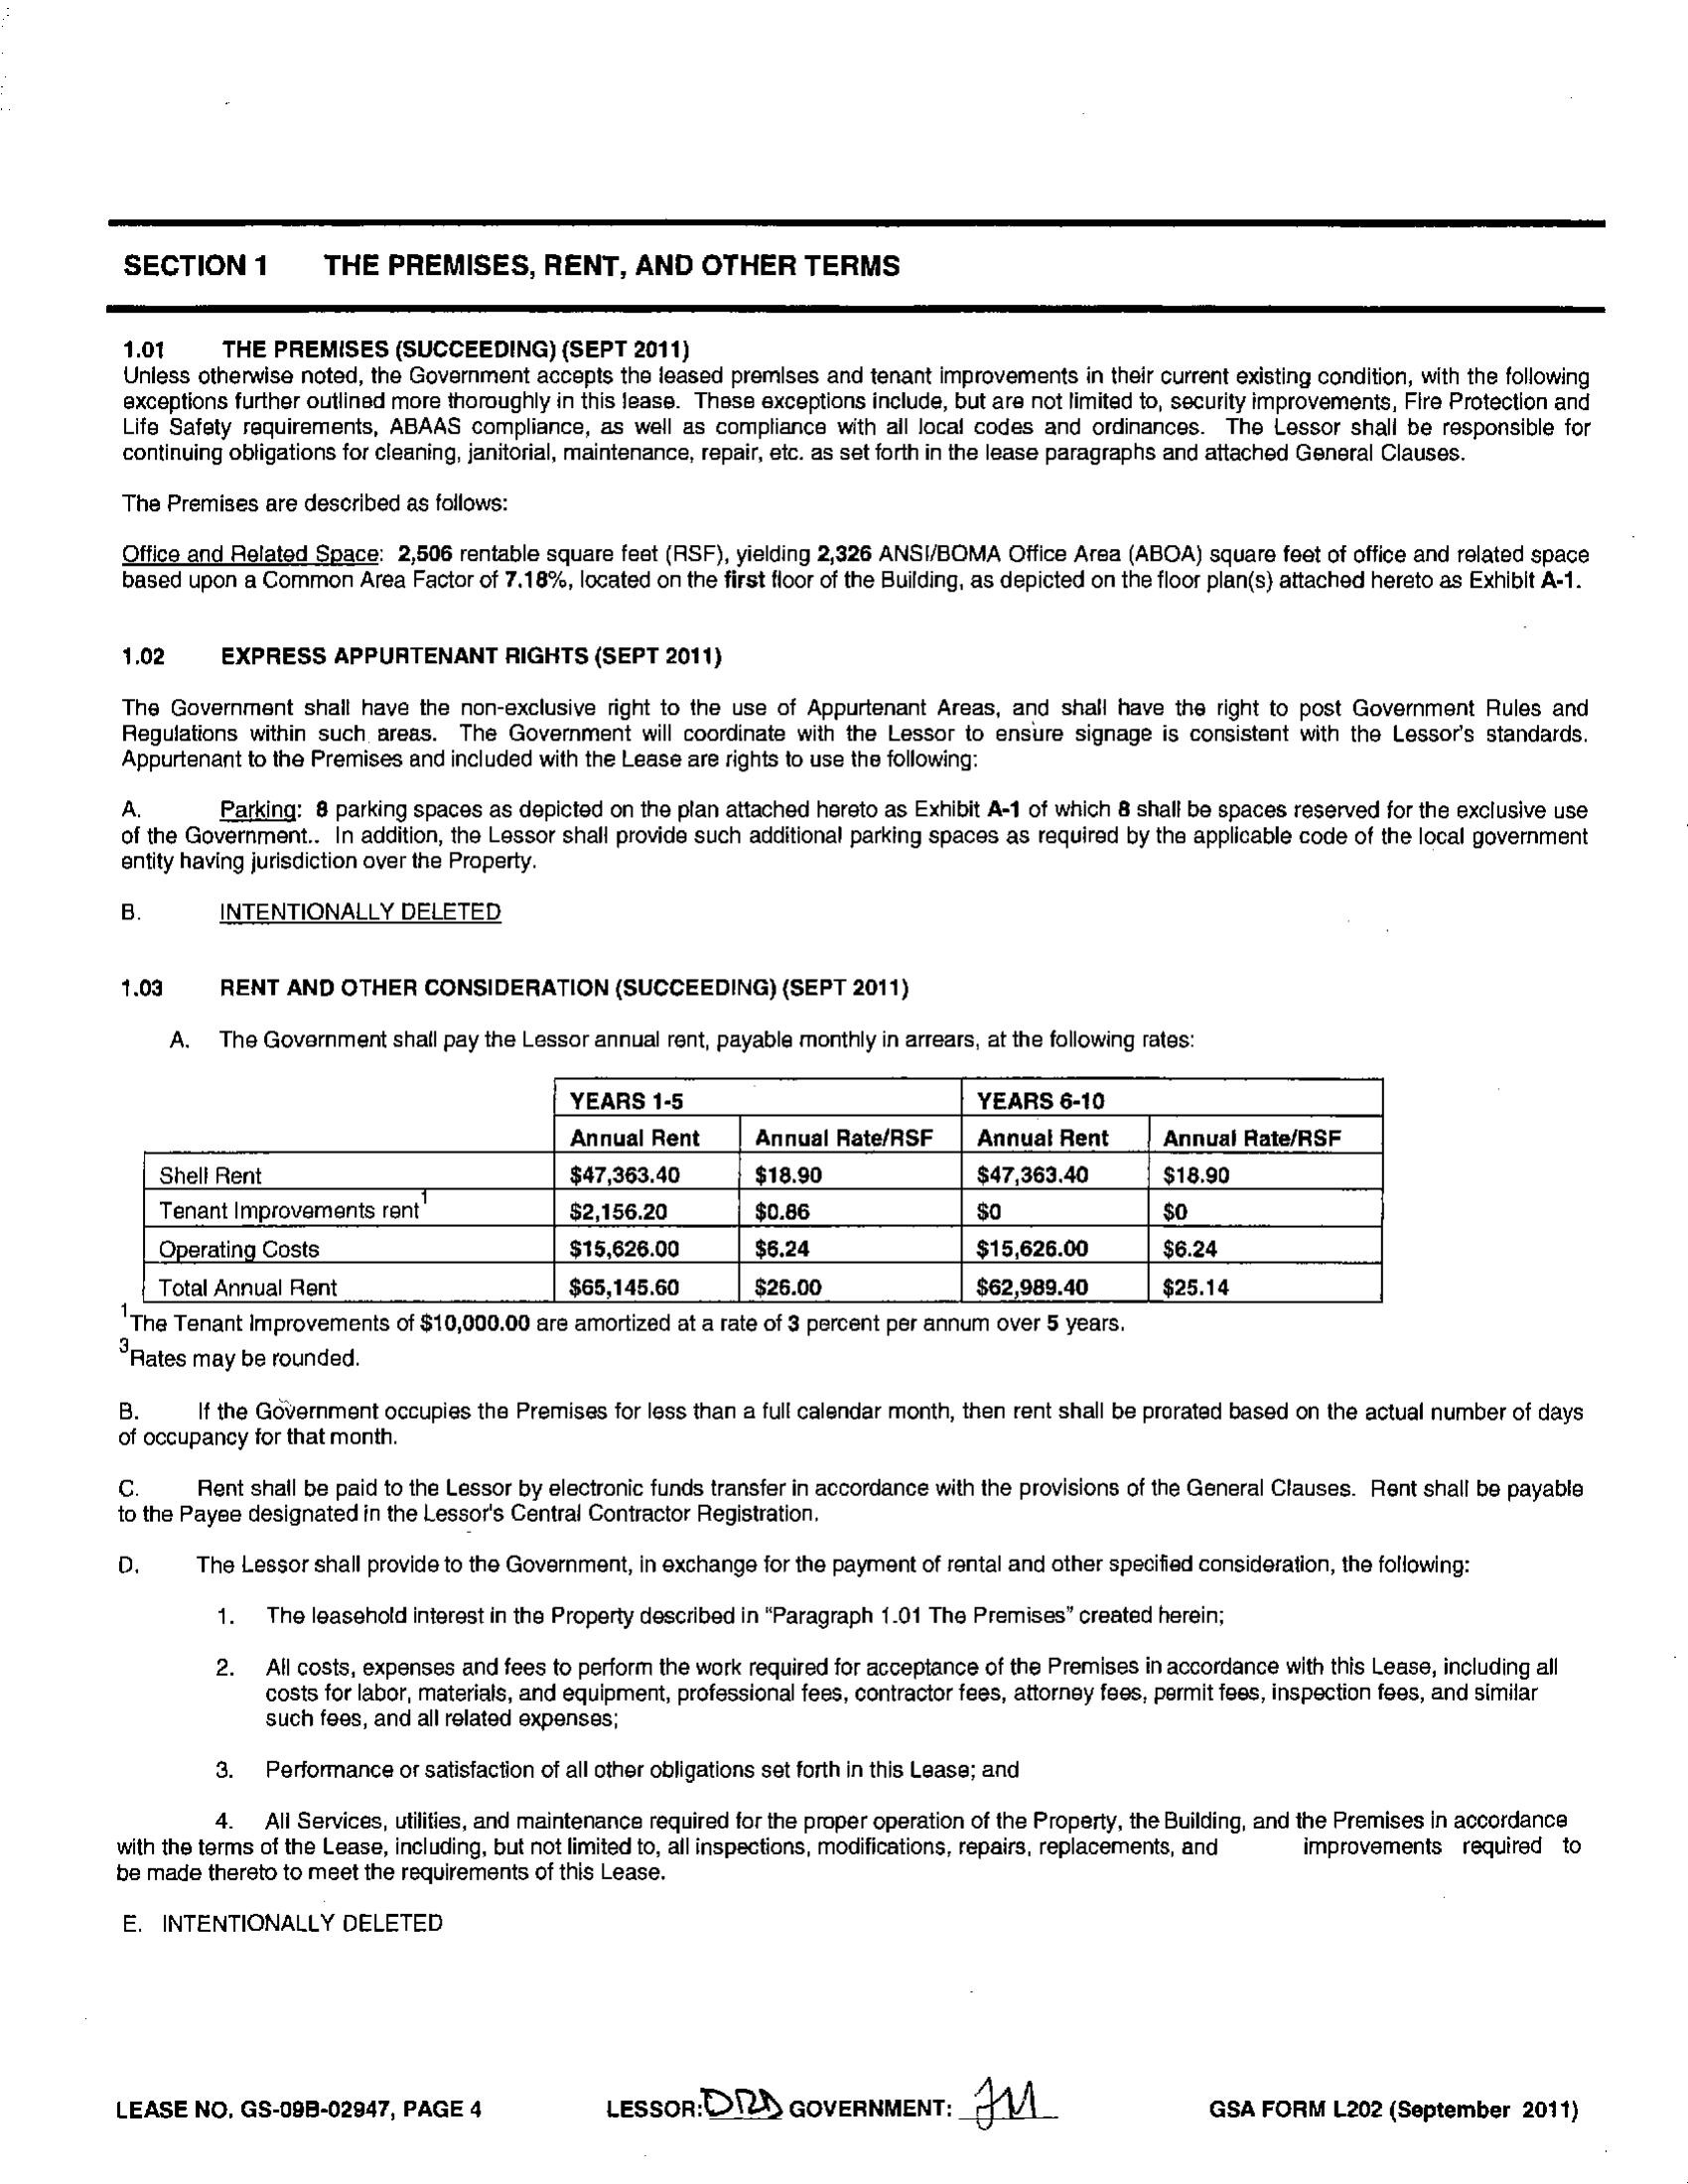 SECTION 1 THE PREMISES, RENT, AND OTHER TERMS
1.01 THE PREMISES (SUCCEEDING) (SEPT 2011)
Unless otherwise noted, the Government accepts the leased premises and tenant improvements in their current existing condition, with the following
exceptions further outlined more thoroughly in this lease. These exceptions include, but are not limited to, security improvements, Fire Protection and
Life Safety requirements, ABAAS compliance, as well as compliance with all local codes and ordinances. The Lessor shall be responsible for
continuing obligations for cleaning, janitorial, maintenance, repair, etc. as set forth in the lease paragraphs and attached General Clauses.
The Premises are described as follows:
Office and Related Space: 2,506 rentable square feet (RSF), yielding 2,326 ANSI/BOMA Office Area (ABOA) square feet of office and related space
based upon a Common Area Factor of 7.18%, located on the first floor of the Building, as depicted on the floor plan(s) attached hereto as Exhibit A-1.
1.02 EXPRESS APPURTENANT RIGHTS (SEPT 2011)
The Government shall have the non-exclusive right to the use of Appurtenant Areas, and shall have the right to post Government Rules and
Regulations within such areas. The Government will coordinate with the Lessor to ensure signage is consistent with the Lessor's standards.
Appurtenant to the Premises and included with the Lease are rights to use the following:
A. Parking: 8 parking spaces as depicted on the plan attached hereto as Exhibit A-1 of which 8 shall be spaces reserved for the exclusive use
of the Government.. In addition, the Lessor shall provide such additional parking spaces as required by the applicable code of the local government
entity having jurisdiction over the Property.
B. INTENTIONALLY DELETED
1.03 RENT AND OTHER CONSIDERATION (SUCCEEDING) (SEPT 2011)
A. The Government shall pay the Lessor annual rent, payable monthly in arrears, at the following rates:
YEARS 1-5 YEARS 6-10
Annual Rent Annual Rate/RSF Annual Rent Annual Rate/RSF
Shell Rent $47,363.40 $18.90 $47,363.40 $18.90
Tenant Improvements rent1 $2,156.20 $0.86 $0 $0
Operating Costs $15,626.00 $6.24 $15,626.00 $6.24
Total Annual Rent $65,145.60 $26.00 $62,989.40 $25.14
1The Tenant Improvements of $10,000.00 are amortized at a rate of 3 percent per annum over 5 years.
3Rates may be rounded.
B. If the Government occupies the Premises for less than a full calendar month, then rent shall be prorated based on the actual number of days
of occupancy for that month.
C. Rent shall be paid to the Lessor by electronic funds transfer in accordance with the provisions of the General Clauses. Rent shall be payable
to the Payee designated in the Lessor's Central Contractor Registration.
D. The Lessor shall provide to the Government, in exchange for the payment of rental and other specified consideration, the following:
1. The leasehold interest in the Property described in "Paragraph 1.01 The Premises" created herein;
2. All costs, expenses and fees to perform the work required for acceptance of the Premises in accordance with this Lease, including all
costs for labor, materials, and equipment, professional fees, contractor fees, attorney fees, permit fees, inspection fees, and similar
such fees, and all related expenses;
3. Performance or satisfaction of all other obligations set forth in this Lease; and
4. All Services, utilities, and maintenance required for the proper operation of the Property, the Building, and the Premises in accordance
with the terms of the Lease, including, but not limited to, all inspections, modifications, repairs, replacements, and improvements required to
be made thereto to meet the requirements of this Lease.
E. INTENTIONALLY DELETED
LEASE NO. GS-09B-02947, PAGE 4 LESSOR: GOVERNMENT: JM GSA FORM L202 (September 2011)